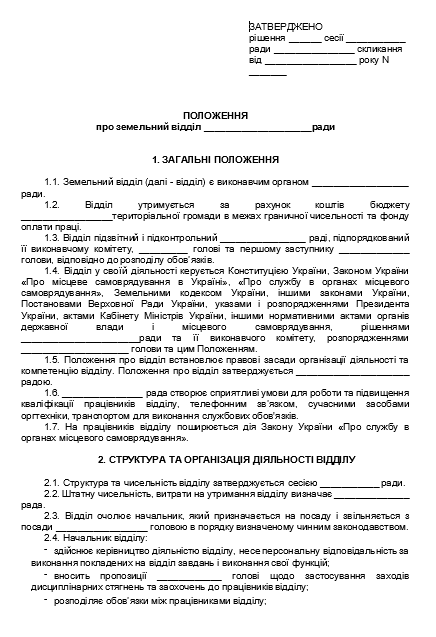 ЗАТВЕРДЖЕНО
рішення ______ сесії ___________
ради _______________ скликання
від _________________ року N
_______
ПОЛОЖЕННЯ
про земельний відділ ____________________ради
1. ЗАГАЛЬНІ ПОЛОЖЕННЯ
1.1. Земельний відділ (далі - відділ) є виконавчим органом __________________
ради.
1.2. Відділ утримується за рахунок коштів бюджету
_________________територіальної громади в межах граничної чисельності та фонду
оплати праці.
1.3. Відділ підзвітний і підконтрольний ________________ раді, підпорядкований
її виконавчому комітету, _________ голові та першому заступнику _____________
голови, відповідно до розподілу обов’язків.
1.4. Відділ у своїй діяльності керується Конституцією України, Законом України
«Про місцеве самоврядування в Україні», «Про службу в органах місцевого
самоврядування», Земельними кодексом України, іншими законами України,
Постановами Верховної Ради України, указами і розпорядженнями Президента
України, актами Кабінету Міністрів України, іншими нормативними актами органів
державної влади і місцевого самоврядування, рішеннями
______________________ради та її виконавчого комітету, розпорядженнями
____________________ голови та цим Положенням.
1.5. Положення про відділ встановлює правові засади організації діяльності та
компетенцію відділу. Положення про відділ затверджується _____________________
радою.
1.6. _______________ рада створює сприятливі умови для роботи та підвищення
кваліфікації працівників відділу, телефонним зв’язком, сучасними засобами
оргтехніки, транспортом для виконання службових обов'язків.
1.7. На працівників відділу поширюється дія Закону України «Про службу в
органах місцевого самоврядування».
2. СТРУКТУРА ТА ОРГАНІЗАЦІЯ ДІЯЛЬНОСТІ ВІДДІЛУ
2.1. Структура та чисельність відділу затверджується сесією ___________ради.
2.2. Штатну чисельність, витрати на утримання відділу визначає ______________
рада.
2.3. Відділ очолює начальник, який призначається на посаду і звільняється з
посади _________________ головою в порядку визначеному чинним законодавством.
2.4. Начальник відділу:
- здійснює керівництво діяльністю відділу, несе персональну відповідальність за
виконання покладених на відділ завдань і виконання свої функцій;
- вносить пропозиції ____________ голові щодо застосування заходів
дисциплінарних стягнень та заохочень до працівників відділу;
- розподіляє обов’язки між працівниками відділу;